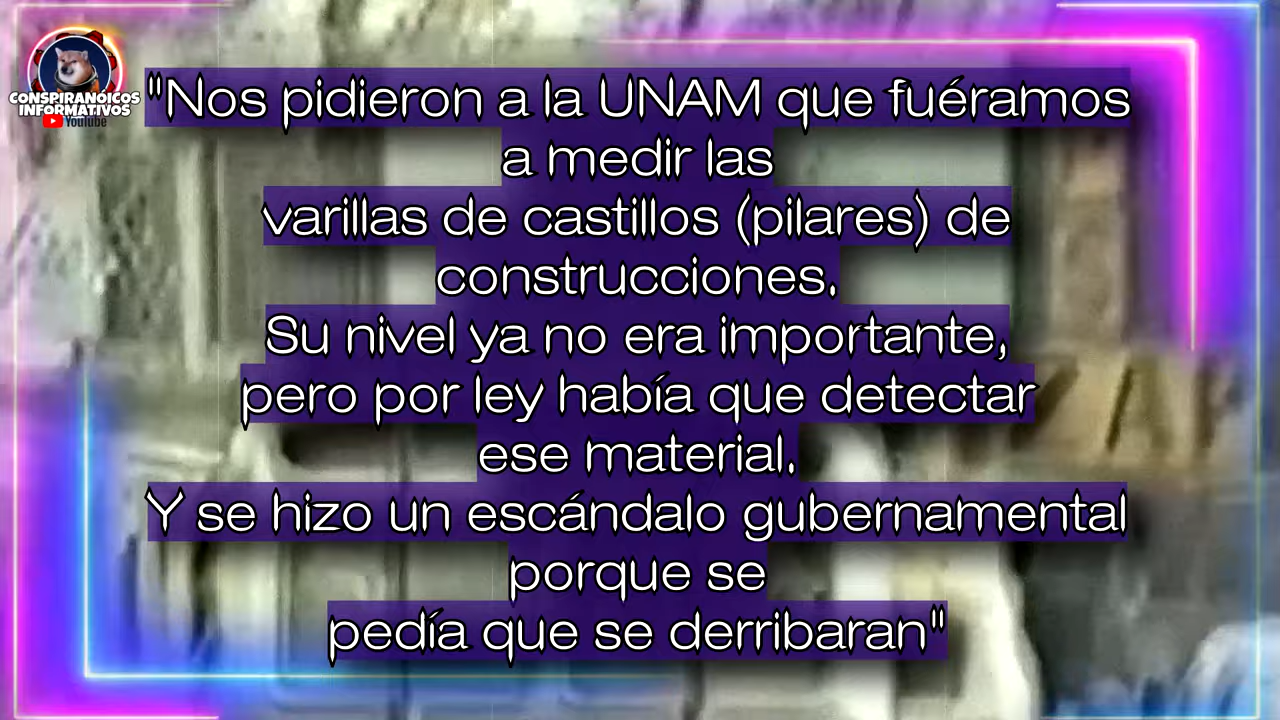 CONSPIRANÓICOS
INFORMATIVOS
YouTube
"Nos pidieron a la UNAM que fuéramos
a medir las
varillas de castillos (pilares) de
construcciones.
Su nivel ya no era importante,
pero por ley había que detectar
ese material.
Y se hizo un escándalo gubernamental
porque se
pedía que se derribaran"